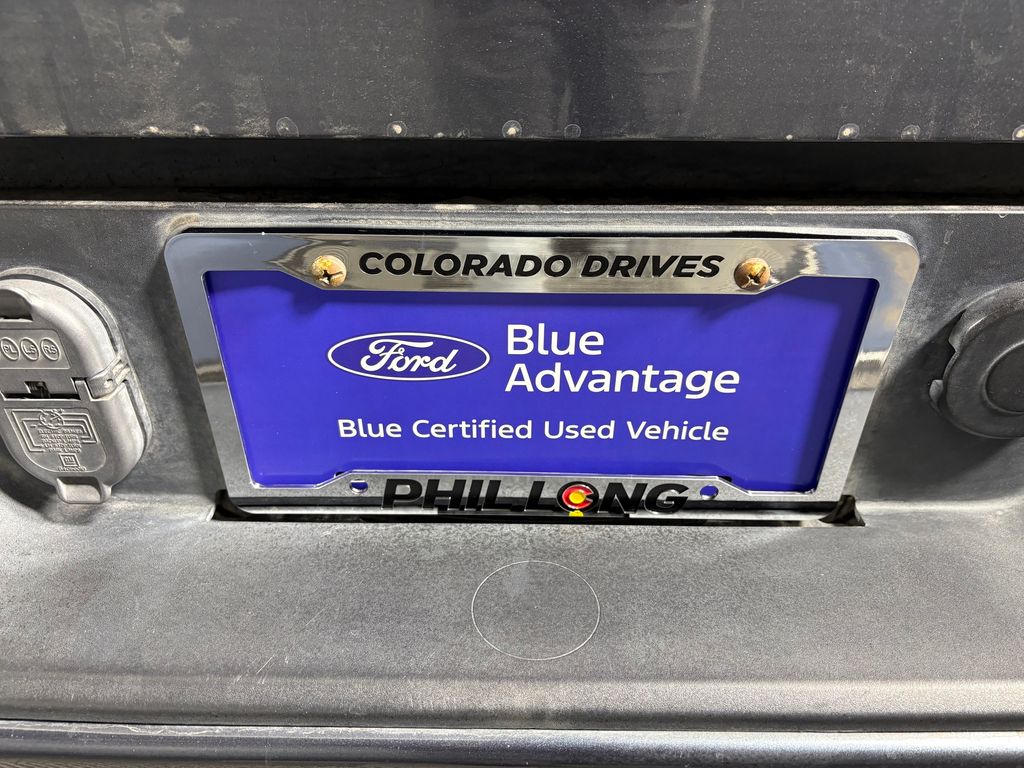 COLORADO DRIVES
Ford
Blue
Advantage
Blue Certified Used Vehicle
PHIL LONG